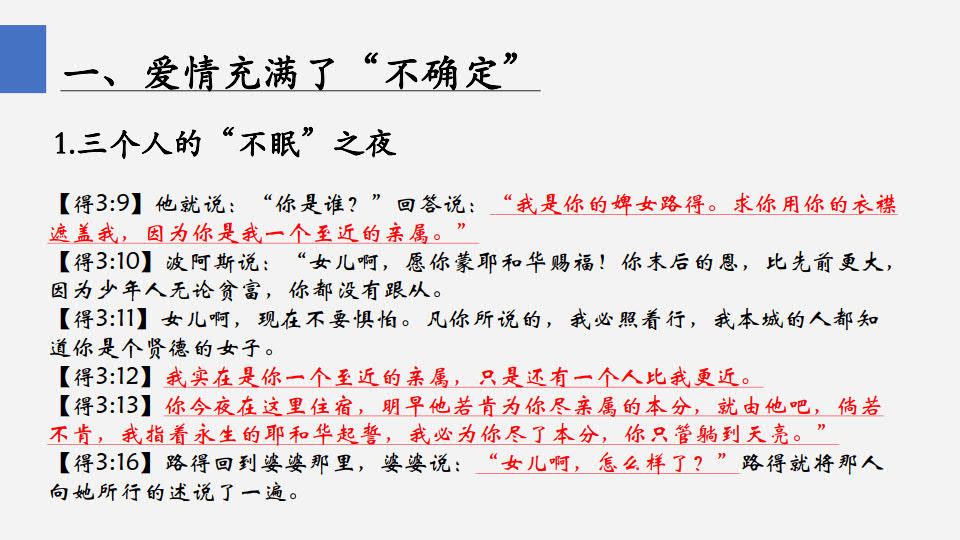 一、爱情充满了“不确定”
1.三个人的“不眠”之夜
【得3:9】他就说：“你是谁？”回答说：“我是你的婢女路得。求你用你的衣襟
遮盖我，因为你是我一个至近的亲属。”
【得3:10】波阿斯说：“女儿啊，愿你蒙耶和华赐福！你末后的恩，比先前更大，
因为少年人无论贫富，你都没有跟从。
【得3:11】女儿啊，现在不要惧怕。凡你所说的，我必照着行，我本城的人都知
道你是个贤德的女子。
【得3:12】我实在是你一个至近的亲属，只是还有一个人比我更近。
【得3:13】你今夜在这里住宿，明早他若肯为你尽亲属的本分，就由他吧，倘若
不肯，我指着永生的耶和华起誓，我必为你尽了本分，你只管躺到天亮。”
【得3:16】路得回到婆婆那里，婆婆说：“女儿啊，怎么样了？”路得就将那人
向她所行的述说了一遍。